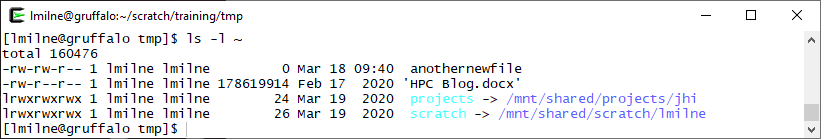 lmilne@gruffalo:~/scratch/training/tmp
[lmilne@gruffalo tmp]$ ls -l ~
total 160476
-rw-rw-r-- 1 lmilne lmilne         0 Mar 18 09:40  anothernewfile
-rw-r--r-- 1 lmilne lmilne 178619914 Feb 17  2020 'HPC Blog.docx'
lrwxrwxrwx 1 lmilne lmilne        24 Mar 19  2020  projects -> /mnt/shared/projects/jhi
lrwxrwxrwx 1 lmilne lmilne        26 Mar 19  2020  scratch -> /mnt/shared/scratch/lmilne
[lmilne@gruffalo tmp]$